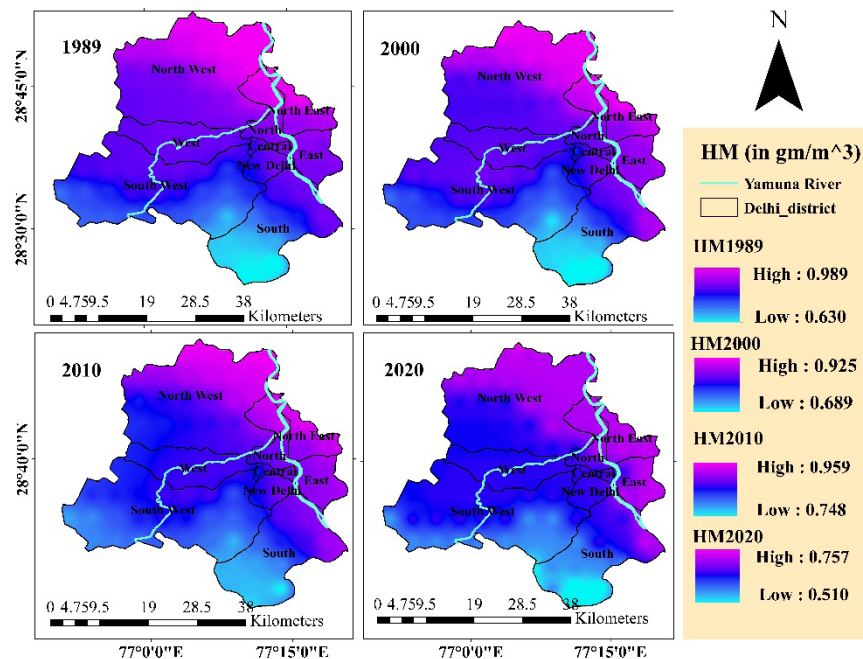 1989
North West
North East
West
North
Central
New Delhi
East
South West
South
0 4.759.5 19 28.5 38
Kilometers
28°45'0"N
28°30'0"N
2000
North West
North East
West
North
Central
New Delhi
East
South West
South
0 4.759.5 19 28.5 38
Kilometers
2010
North West
North East
West
North
Central
New Delhi
East
South West
South
0 4.759.5 19 28.5 38
Kilometers
28°40'0"N
77°0'0"E
77°15'0"E
2020
North West
North East
West
North
Central
New Delhi
East
South West
South
0 4.759.5 19 28.5 38
Kilometers
77°0'0"E
77°15'0"E
N
HM (in gm/m^3)
Yamuna River
Delhi_district
HM1989
High : 0.989
Low : 0.630
HM2000
High : 0.925
Low : 0.689
HM2010
High : 0.959
Low : 0.748
HM2020
High : 0.757
Low : 0.510